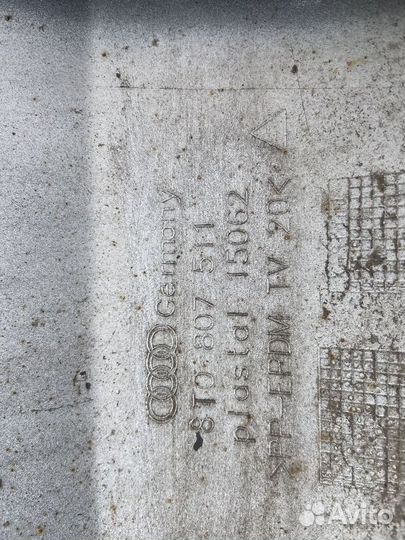 Germany
8T0 807 511
plastal 15062
>PP EPDM TV 20<
Avito